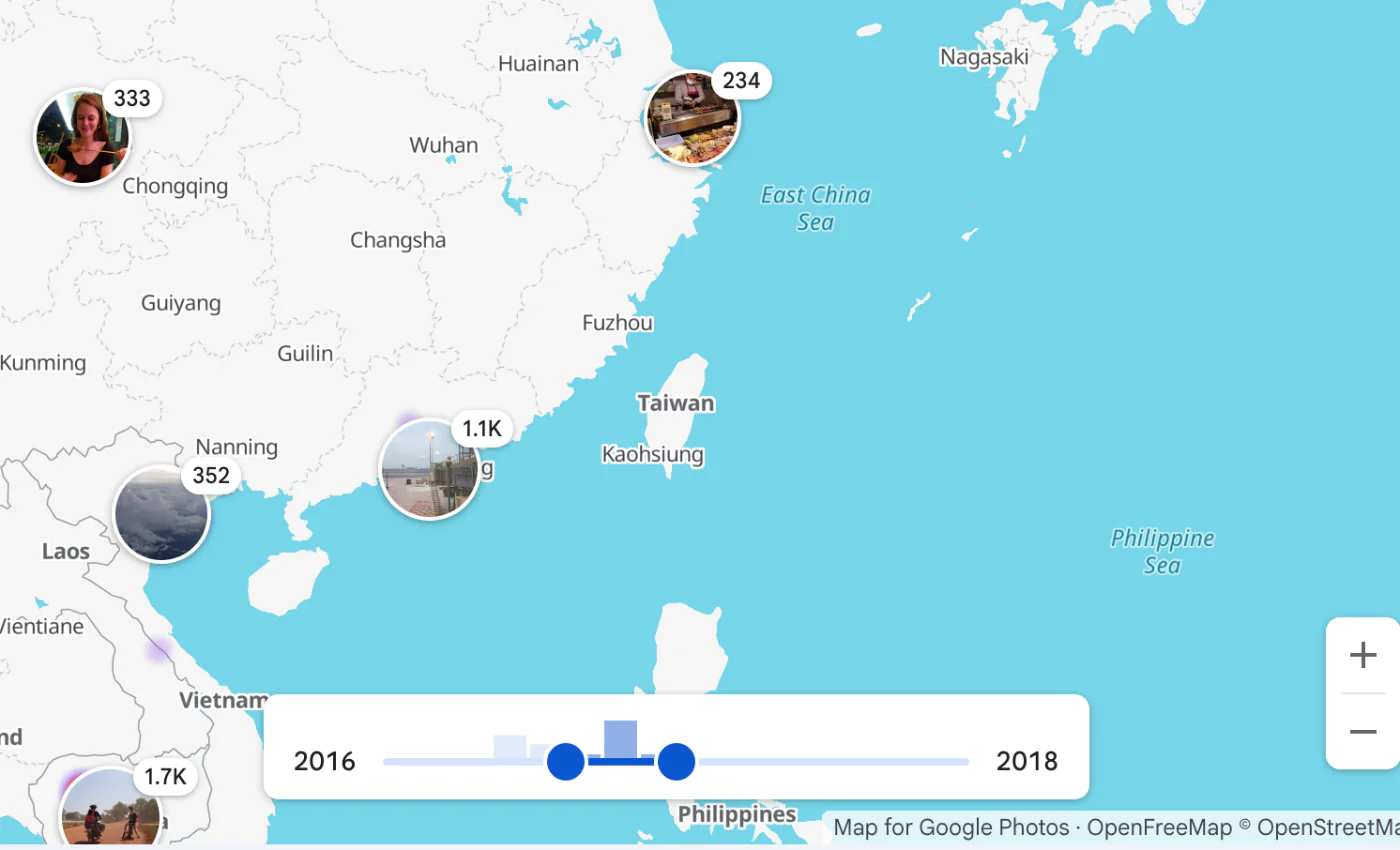 Huainan
Nagasaki
234
333
Wuhan
Chongqing
East China
Sea
Changsha
Guiyang
Fuzhou
Guilin
Kunming
Taiwan
1.1K
Nanning
Kaohsiung
g
352
Philippine
Sea
Laos
Vientiane
+
Vietnam
nd
−
2016
2018
1.7K
Philippines
a
Map for Google Photos · OpenFreeMap © OpenStreetMa